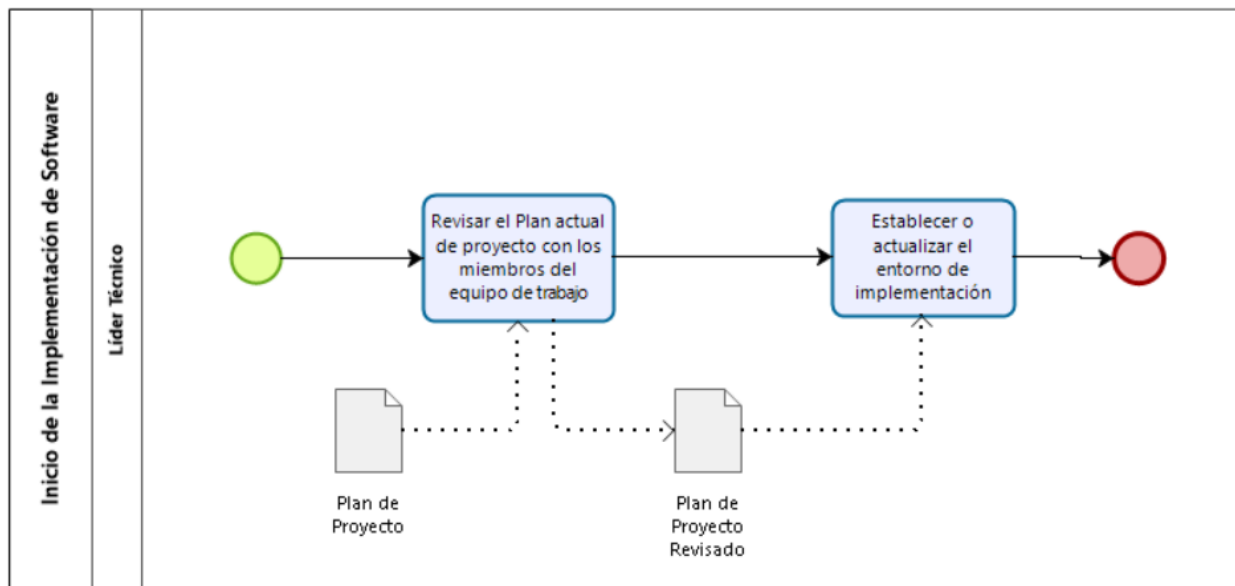 Inicio de la Implementación de Software
Líder Técnico
Revisar el Plan actual
de proyecto con los
miembros del
equipo de trabajo
Establecer o
actualizar el
entorno de
implementación
Plan de
Proyecto
Plan de
Proyecto
Revisado